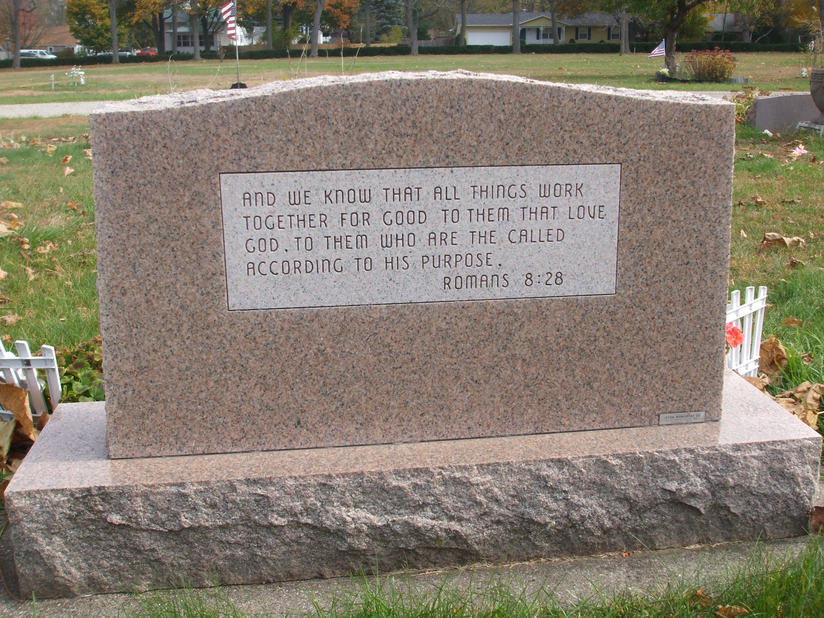 AND WE KNOW THAT ALL THINGS WORK
TOGETHER FOR GOOD TO THEM THAT LOVE
GOD, TO THEM WHO ARE THE CALLED
ACCORDING TO HIS PURPOSE.
ROMANS 8:28